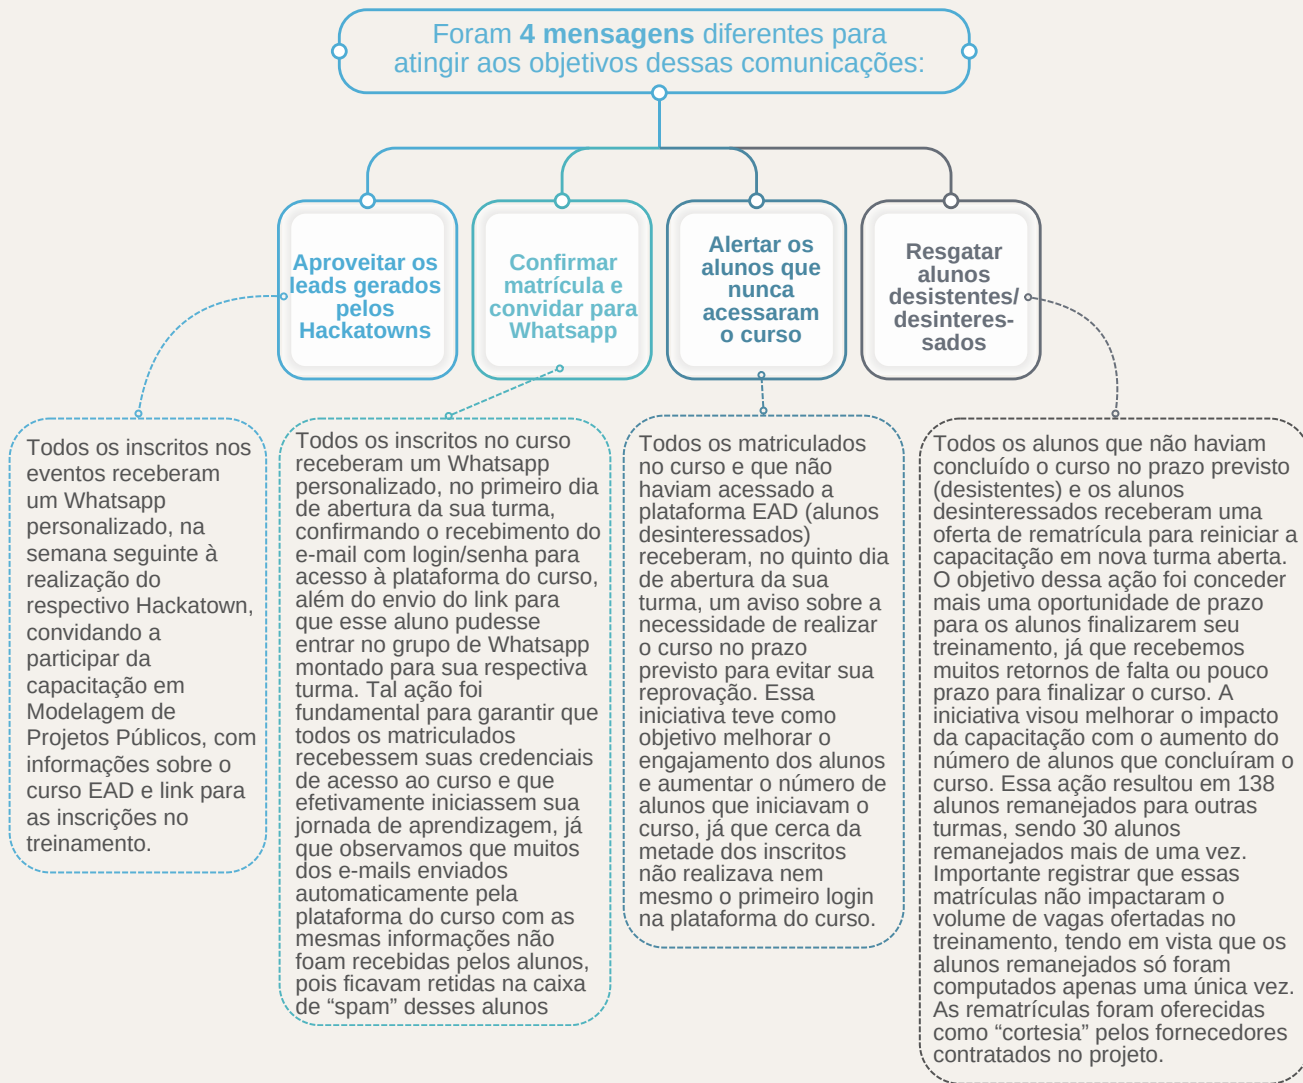 Foram 4 mensagens diferentes para
atingir aos objetivos dessas comunicações:
Aproveitar os
leads gerados
pelos
Hackatowns
Confirmar
matrícula e
convidar para
Whatsapp
Alertar os
alunos que
nunca
acessaram
o curso
Resgatar
alunos
desistentes/
desinteres-
sados
Todos os inscritos nos
eventos receberam
um Whatsapp
personalizado, na
semana seguinte à
realização do
respectivo Hackatown,
convidando a
participar da
capacitação em
Modelagem de
Projetos Públicos, com
informações sobre o
curso EAD e link para
as inscrições no
treinamento.
Todos os inscritos no curso
receberam um Whatsapp
personalizado, no primeiro dia
de abertura da sua turma,
confirmando o recebimento do
e-mail com login/senha para
acesso à plataforma do curso,
além do envio do link para
que esse aluno pudesse
entrar no grupo de Whatsapp
montado para sua respectiva
turma. Tal ação foi
fundamental para garantir que
todos os matriculados
recebessem suas credenciais
de acesso ao curso e que
efetivamente iniciassem sua
jornada de aprendizagem, já
que observamos que muitos
dos e-mails enviados
automaticamente pela
plataforma do curso com as
mesmas informações não
foam recebidas pelos alunos,
pois ficavam retidas na caixa
de “spam” desses alunos
Todos os matriculados
no curso e que não
haviam acessado a
plataforma EAD (alunos
desinteressados)
receberam, no quinto dia
de abertura da sua
turma, um aviso sobre a
necessidade de realizar
o curso no prazo
previsto para evitar sua
reprovação. Essa
iniciativa teve como
objetivo melhorar o
engajamento dos alunos
e aumentar o número de
alunos que iniciavam o
curso, já que cerca da
metade dos inscritos
não realizava nem
mesmo o primeiro login
na plataforma do curso.
Todos os alunos que não haviam
concluído o curso no prazo previsto
(desistentes) e os alunos
desinteressados receberam uma
oferta de rematrícula para reiniciar a
capacitação em nova turma aberta.
O objetivo dessa ação foi conceder
mais uma oportunidade de prazo
para os alunos finalizarem seu
treinamento, já que recebemos
muitos retornos de falta ou pouco
prazo para finalizar o curso. A
iniciativa visou melhorar o impacto
da capacitação com o aumento do
número de alunos que concluíram o
curso. Essa ação resultou em 138
alunos remanejados para outras
turmas, sendo 30 alunos
remanejados mais de uma vez.
Importante registrar que essas
matrículas não impactaram o
volume de vagas ofertadas no
treinamento, tendo em vista que os
alunos remanejados só foram
computados apenas uma única vez.
As rematrículas foram oferecidas
como “cortesia” pelos fornecedores
contratados no projeto.